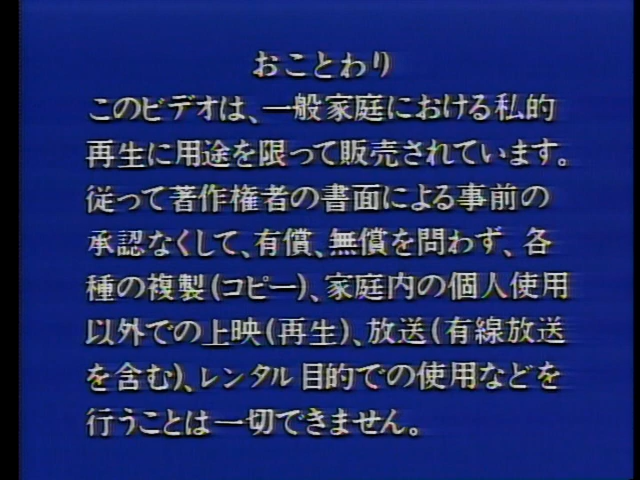 おことわり
このビデオは、一般家庭における私的
再生に用途を限って販売されています。
従って著作権者の書面による事前の
承認なくして、有償、無償を問わず、各
種の複製(コピー)、家庭内の個人使用
以外での上映(再生)、放送(有線放送
を含む)、レンタル目的での使用などを
行うことは一切できません。